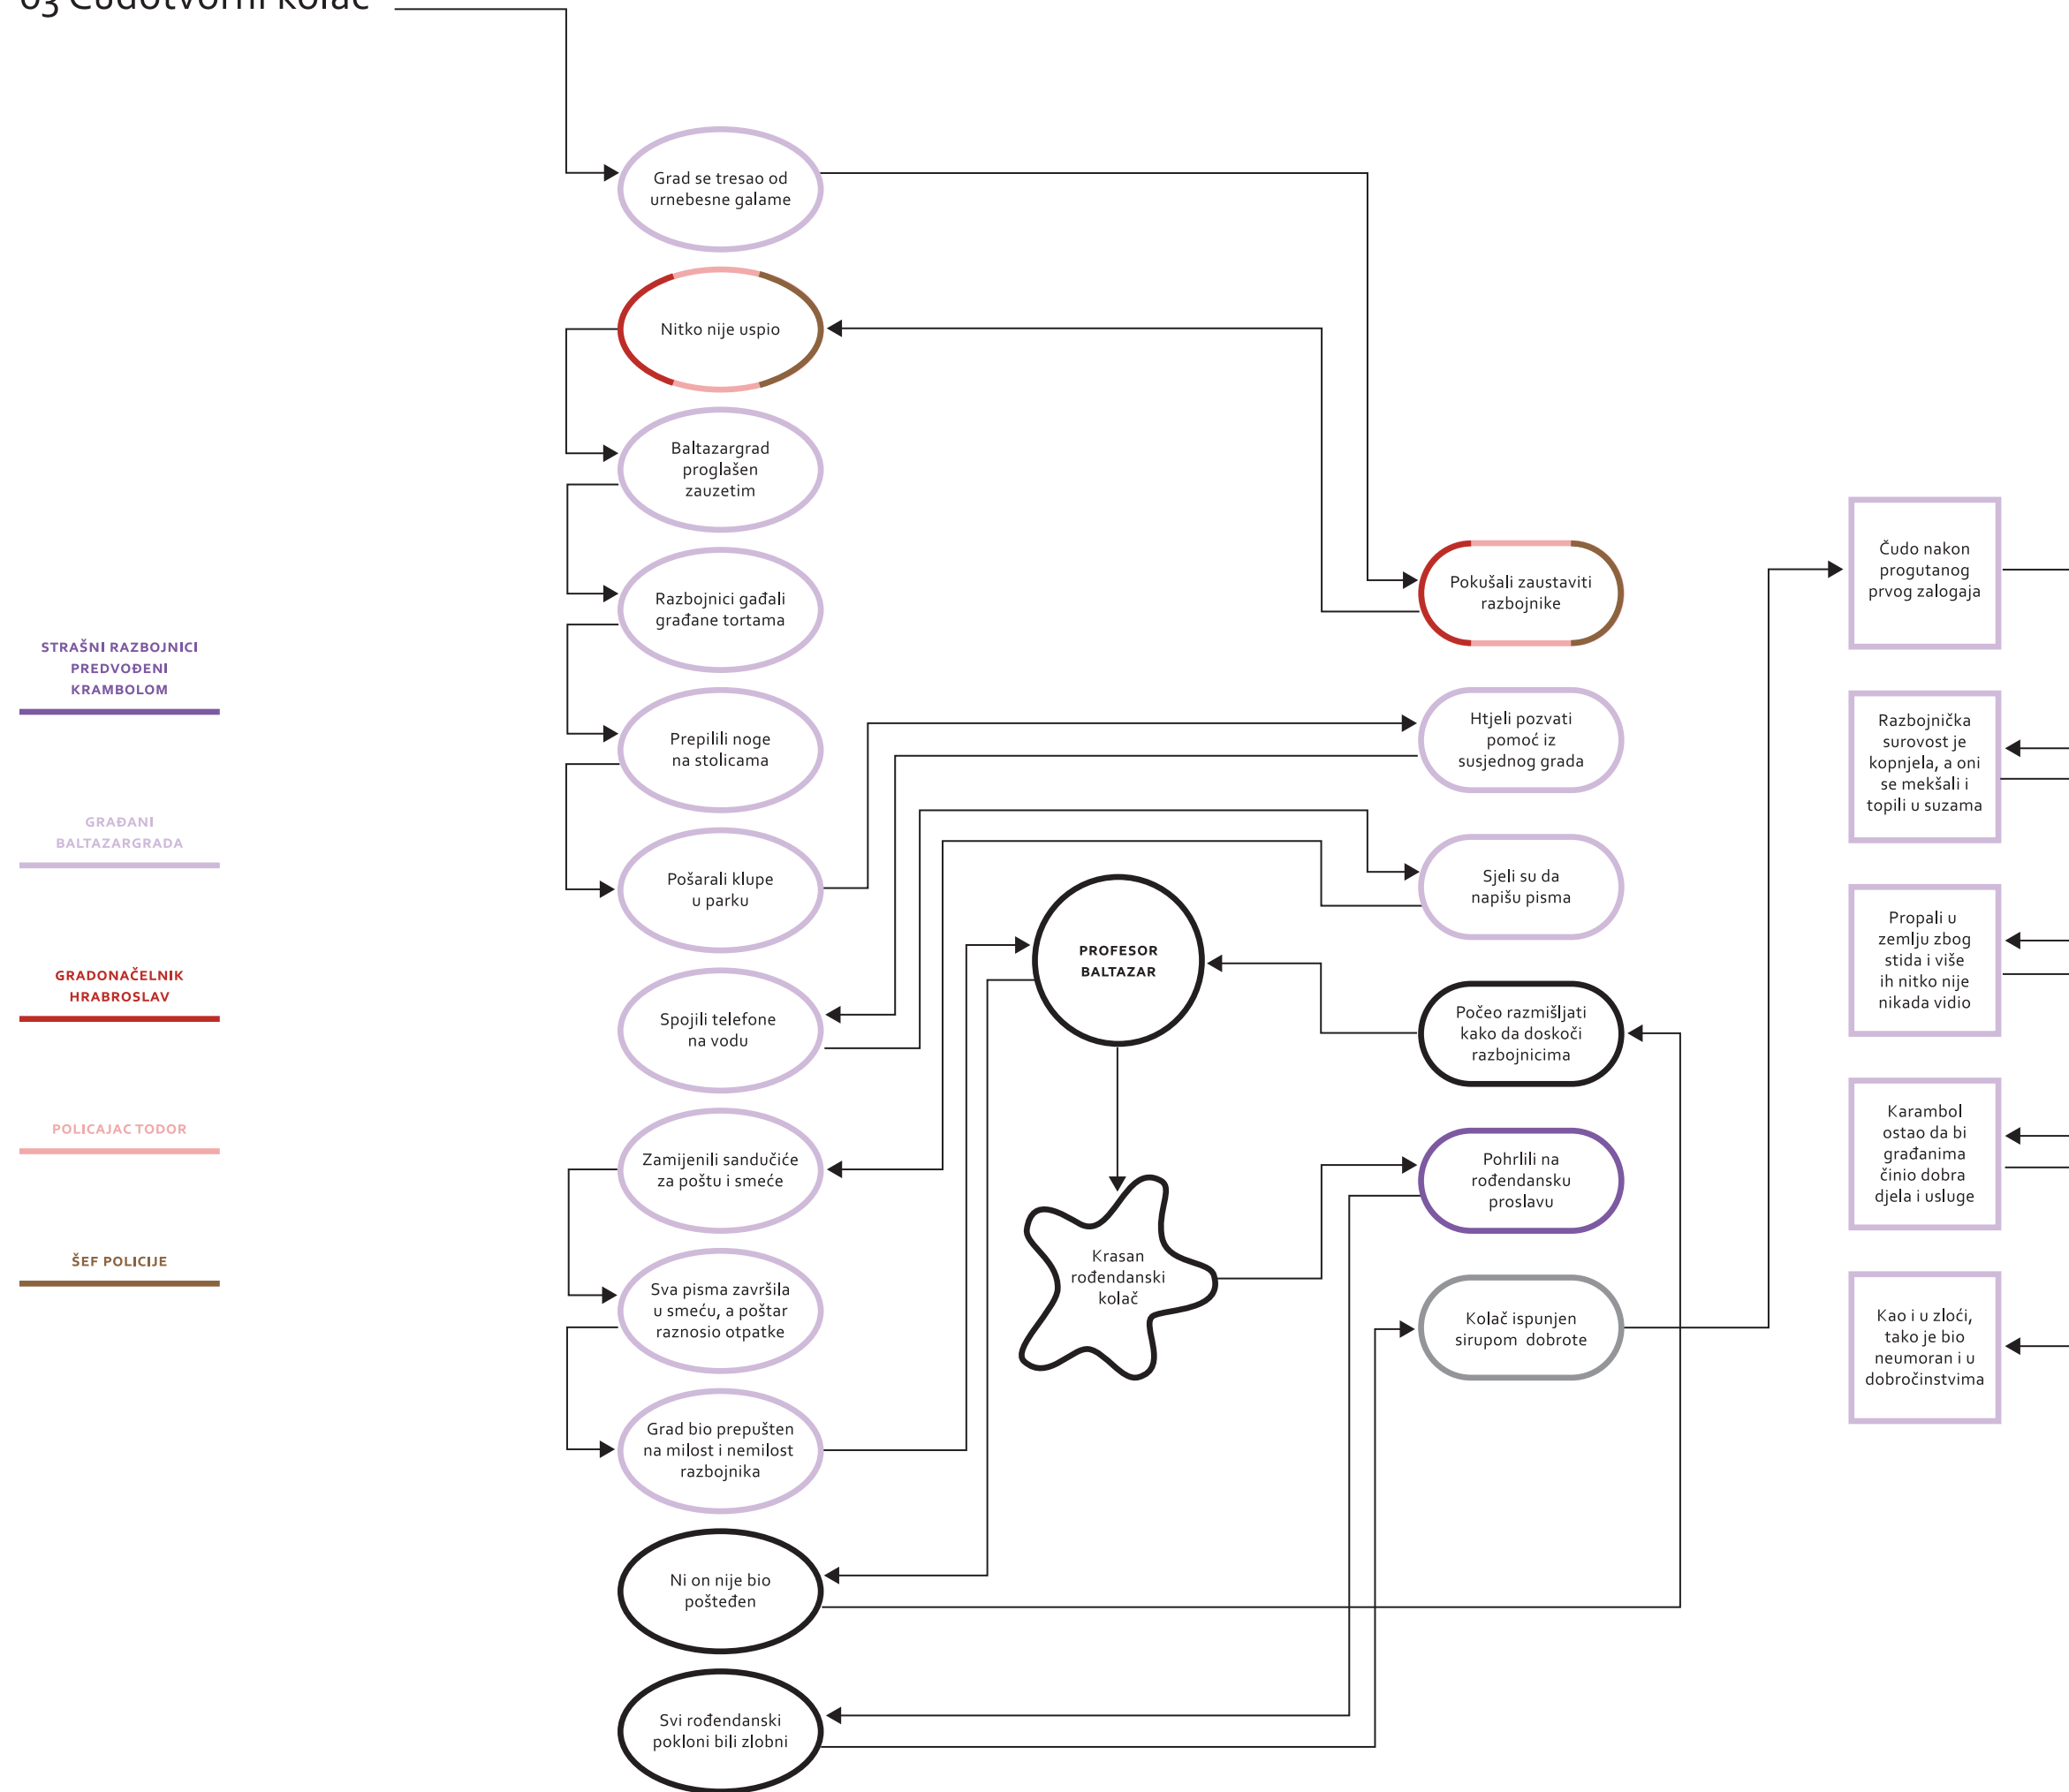 03 Čudotvorni kolač
STRAŠNI RAZBOJNICI
PREDVOĐENI
KRAMBOLOM
GRAĐANI
BALTAZARGRADA
GRADONAČELNIK
HRABROSLAV
POLICAJAC TODOR
ŠEF POLICIJE
Grad se tresao od
urnebesne galame
Nitko nije uspio
Baltazargrad
proglašen
zauzetim
Razbojnici gađali
građane tortama
Prepilili noge
na stolicama
Pošarali klupe
u parku
Spojili telefone
na vodu
Zamijenili sandučiće
za poštu i smeće
Sva pisma završila
u smeću, a poštar
raznosio otpatke
Grad bio prepušten
na milost i nemilost
razbojnika
Ni on nije bio
pošteđen
Svi rođendanski
pokloni bili zlobni
PROFESOR
BALTAZAR
Krasan
rođendanski
kolač
Pokušali zaustaviti
razbojnike
Htjeli pozvati
pomoć iz
susjednog grada
Sjeli su da
napišu pisma
Počeo razmišljati
kako da doskoči
razbojnicima
Pohrlili na
rođendansku
proslavu
Kolač ispunjen
sirupom dobrote
Čudo nakon
progutanog
prvog zalogaja
Razbojnička
surovost je
kopnjela, a oni
se mekšali i
topili u suzama
Propali u
zemlju zbog
stida i više
ih nitko nije
nikada vidio
Karambol
ostao da bi
građanima
činio dobra
djela i usluge
Kao i u zloći,
tako je bio
neumoran i u
dobročinstvima